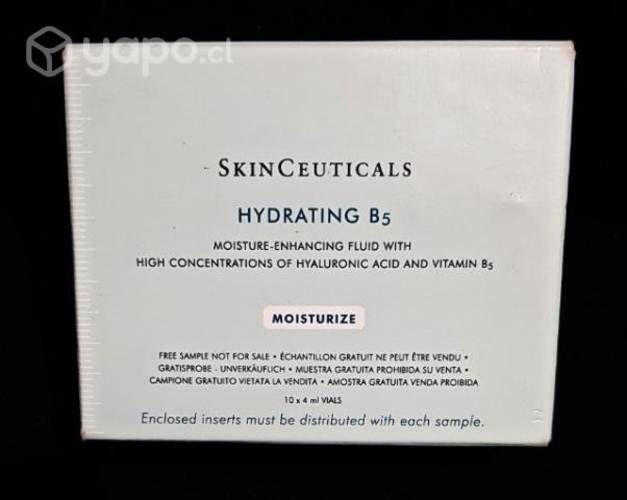 yapo.cl
SKINCEUTICALS
HYDRATING B5
MOISTURE-ENHANCING FLUID WITH
HIGH CONCENTRATIONS OF HYALURONIC ACID AND VITAMIN B5
MOISTURIZE
FREE SAMPLE NOT FOR SALE • ÉCHANTILLON GRATUIT NE PEUT ÊTRE VENDU •
GRATISPROBE - UNVERKÄUFLICH • MUESTRA GRATUITA PROHIBIDA SU VENTA •
CAMPIONE GRATUITO VIETATA LA VENDITA • AMOSTRA GRATUITA VENDA PROIBIDA
10 x 4 ml VIALS
Enclosed inserts must be distributed with each sample.